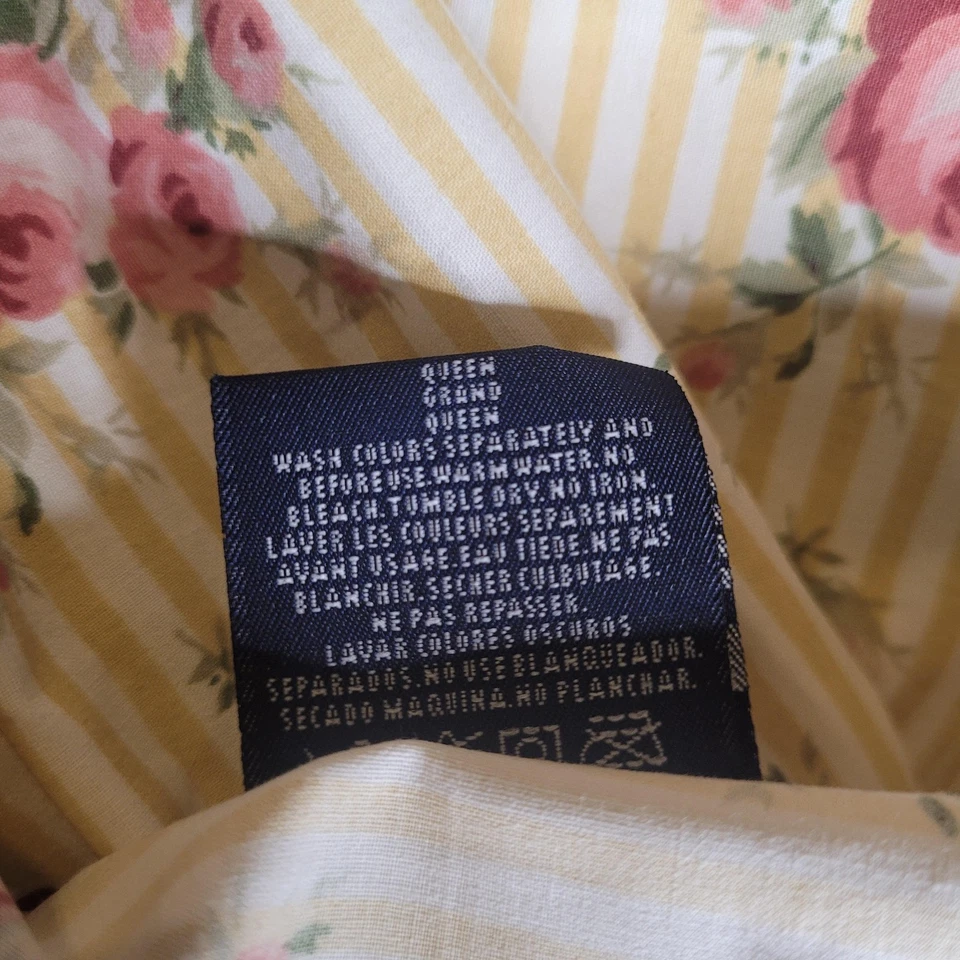 QUEEN
GRAND
QUEEN
WASH COLORS SEPARATELY AND
BEFORE USE WARM WATER. NO
BLEACH. TUMBLE DRY. NO IRON
LAVER LES COULEURS SEPAREMENT
AVANT USAGE EAU TIEDE. NE PAS
BLANCHIR. SECHER CULBUTAGE.
NE PAS REPASSER.
LAVAR COLORES OSCUROS
SEPARADOS. NO USE BLANQUEADOR.
SECADO MAQUINA. NO PLANCHAR.